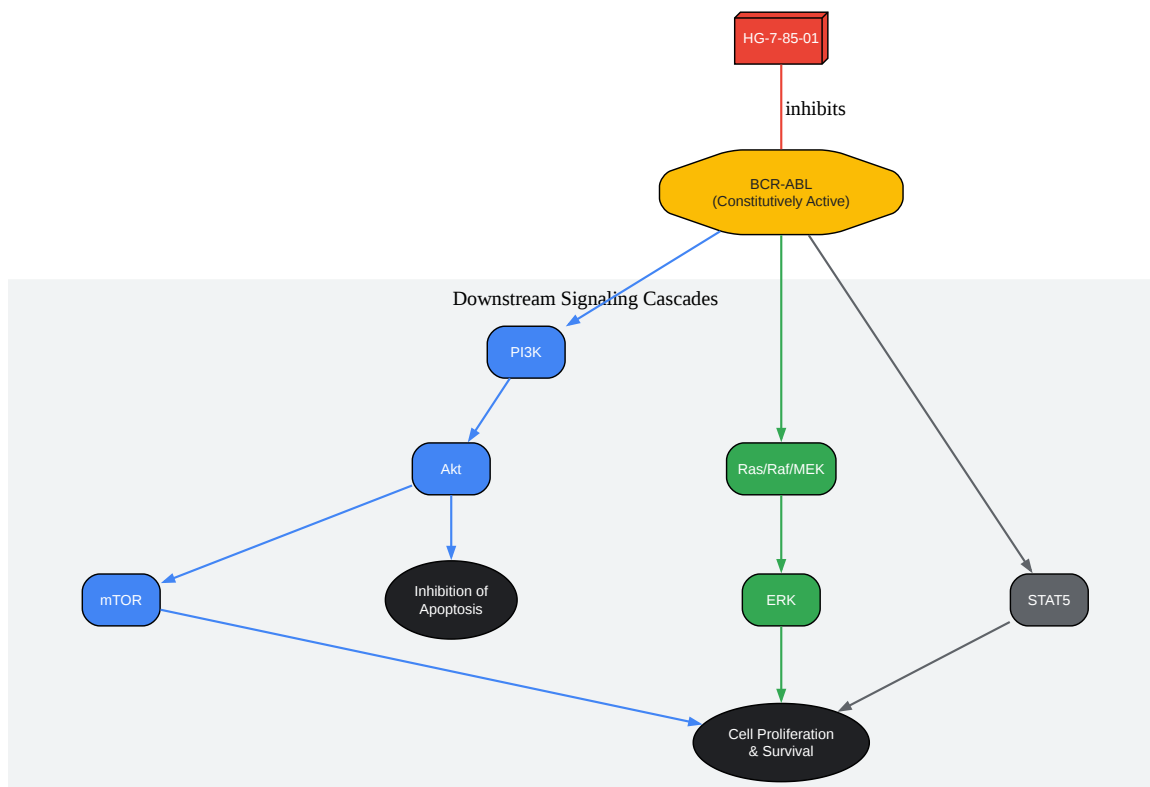 HG-7-85-01
inhibits
BCR-ABL
(Constitutively Active)
Downstream Signaling Cascades
PI3K
Akt
Ras/Raf/MEK
mTOR
Inhibition of
Apoptosis
ERK
STAT5
Cell Proliferation
& Survival